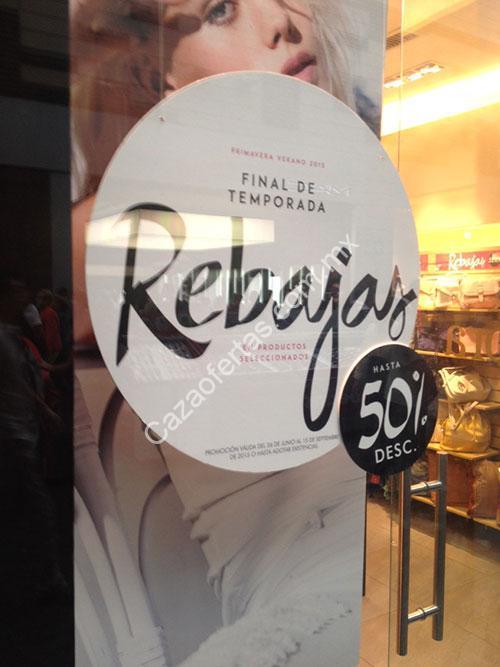 PRIMAVERA VERANO 2015
FINAL DE
TEMPORADA
Rebajas
EN PRODUCTOS
SELECCIONADOS
HASTA
50%
DESC.
PROMOCIÓN VÁLIDA DEL 26 DE JUNIO AL 15 DE SEPTIEMBRE
DE 2015 O HASTA AGOTAR EXISTENCIAS.
Rebajas
Cazaofertas.com.mx